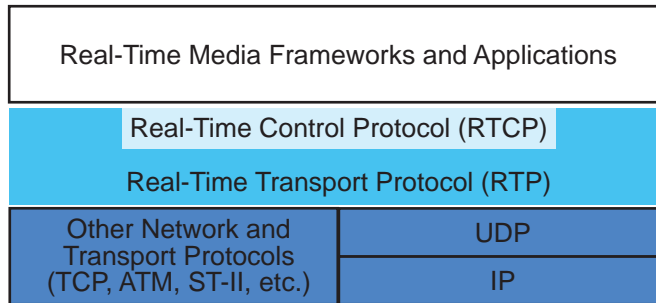 Real-Time Media Frameworks and Applications
Real-Time Control Protocol (RTCP)
Real-Time Transport Protocol (RTP)
Other Network and
Transport Protocols
(TCP, ATM, ST-II, etc.)
UDP
IP